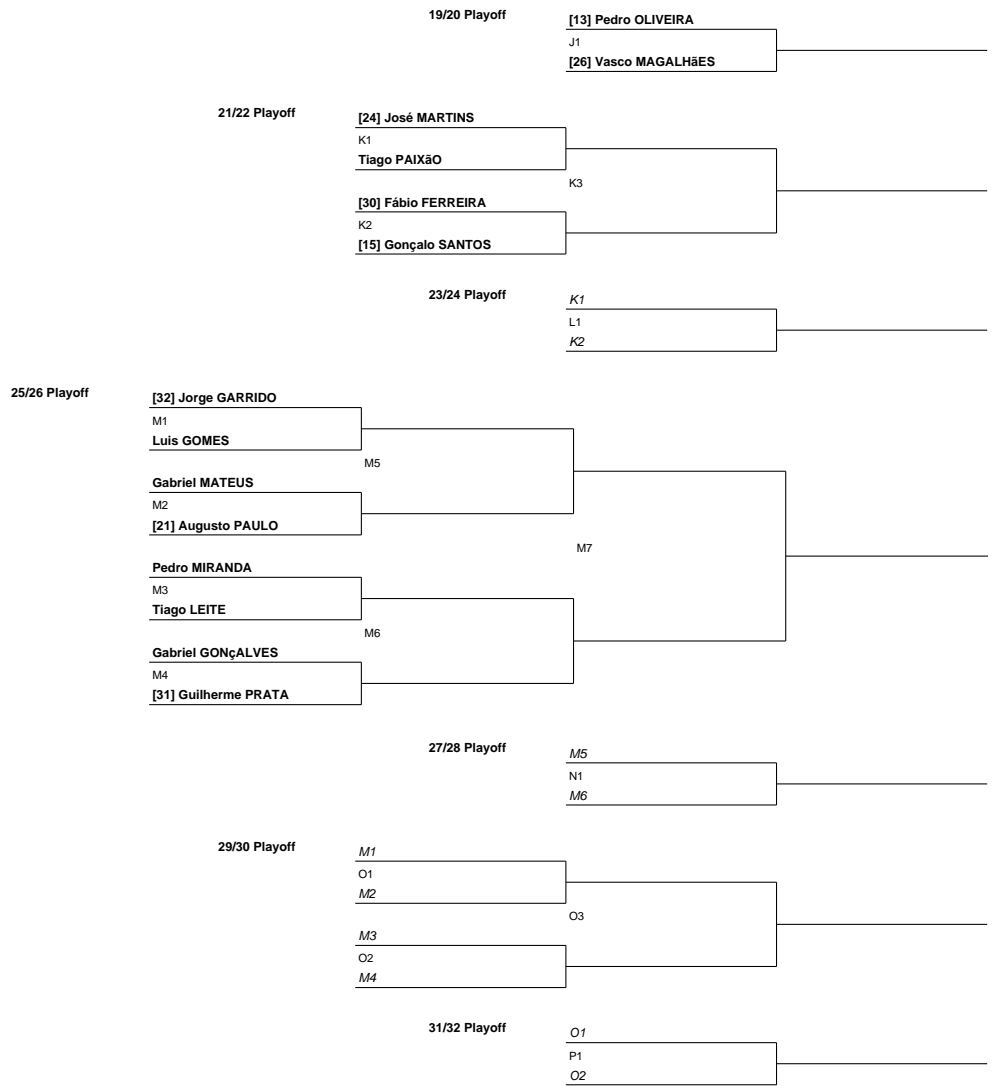 19/20 Playoff
[13] Pedro OLIVEIRA
J1
[26] Vasco MAGALHãES
21/22 Playoff
[24] José MARTINS
K1
Tiago PAIXãO
K3
[30] Fábio FERREIRA
K2
[15] Gonçalo SANTOS
23/24 Playoff
K1
L1
K2
25/26 Playoff
[32] Jorge GARRIDO
M1
Luis GOMES
M5
Gabriel MATEUS
M2
[21] Augusto PAULO
M7
Pedro MIRANDA
M3
Tiago LEITE
M6
Gabriel GONçALVES
M4
[31] Guilherme PRATA
27/28 Playoff
M5
N1
M6
29/30 Playoff
M1
O1
M2
O3
M3
O2
M4
31/32 Playoff
O1
P1
O2